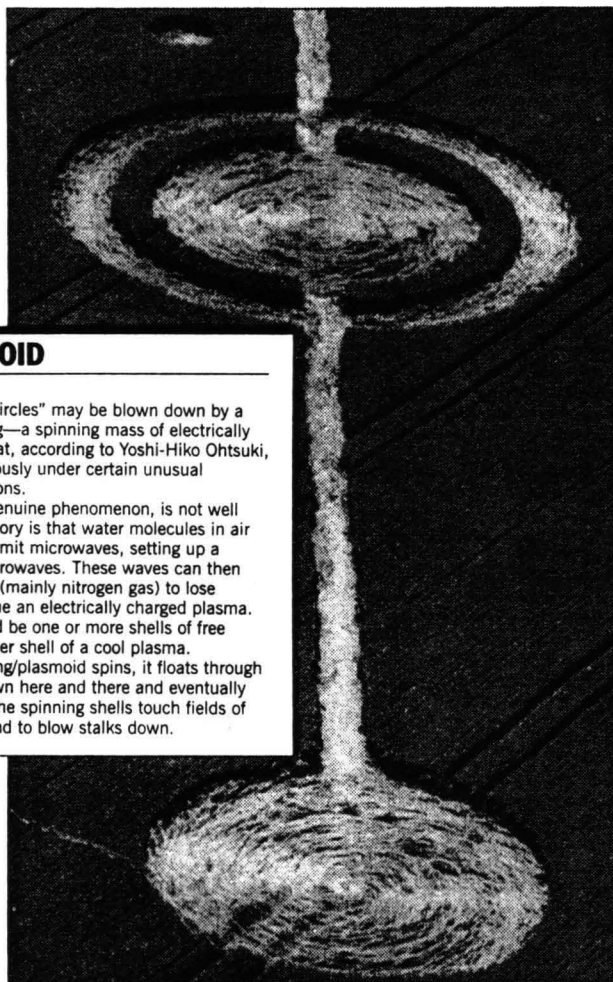 OID
ircles" may be blown down by a
g—a spinning mass of electrically
at, according to Yoshi-Hiko Ohtsuki,
ously under certain unusual
ons.
enuine phenomenon, is not well
ory is that water molecules in air
mit microwaves, setting up a
rowaves. These waves can then
(mainly nitrogen gas) to lose
e an electrically charged plasma.
d be one or more shells of free
er shell of a cool plasma.
ng/plasmoid spins, it floats through
wn here and there and eventually
he spinning shells touch fields of
nd to blow stalks down.